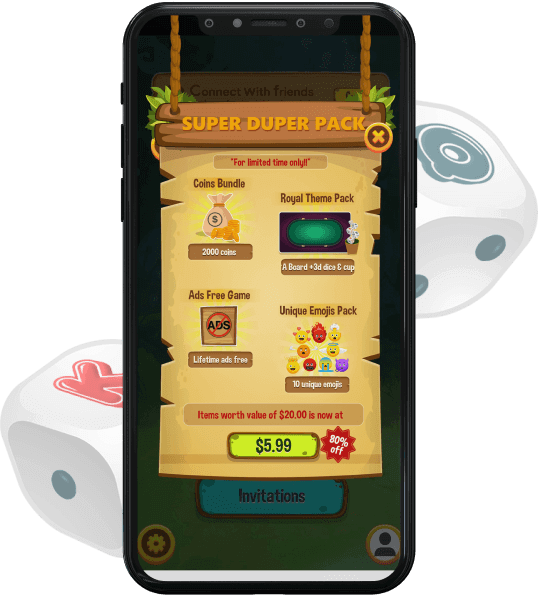 Connect With friends
SUPER DUPER PACK
"For limited time only!!"
Coins Bundle
Royal Theme Pack
$
2000 coins
A Board +3d dice & cup
Ads Free Game
Unique Emojis Pack
ADS
Lifetime ads free
10 unique emojis
Items worth value of $20.00 is now at
$5.99
80%
off
Invitations
Q
K